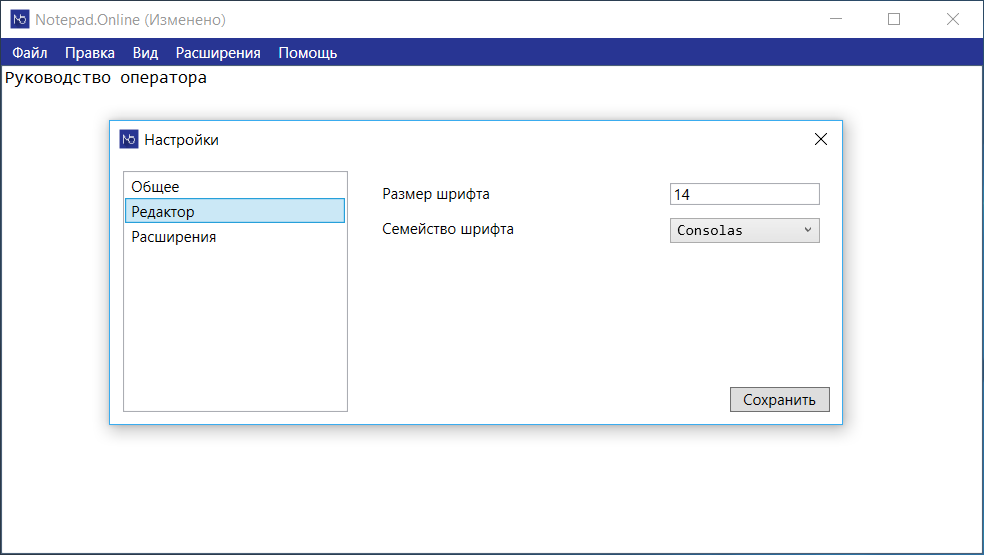 Notepad.Online (Изменено)
Файл Правка Вид Расширения Помощь
Руководство оператора
Настройки
Общее
Редактор
Расширения
Размер шрифта 14
Семейство шрифта Consolas
Сохранить